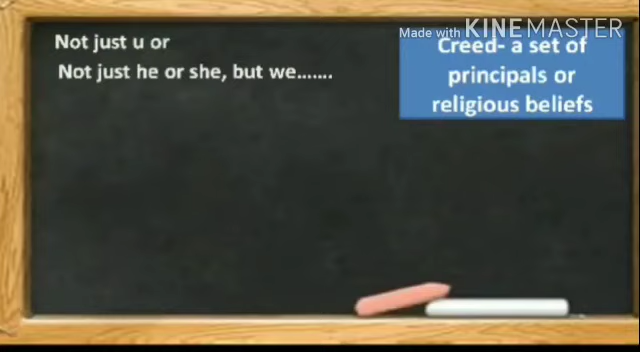 Made with KINEMASTER
Not just u or
Not just he or she, but we.......
Creed- a set of
principals or
religious beliefs